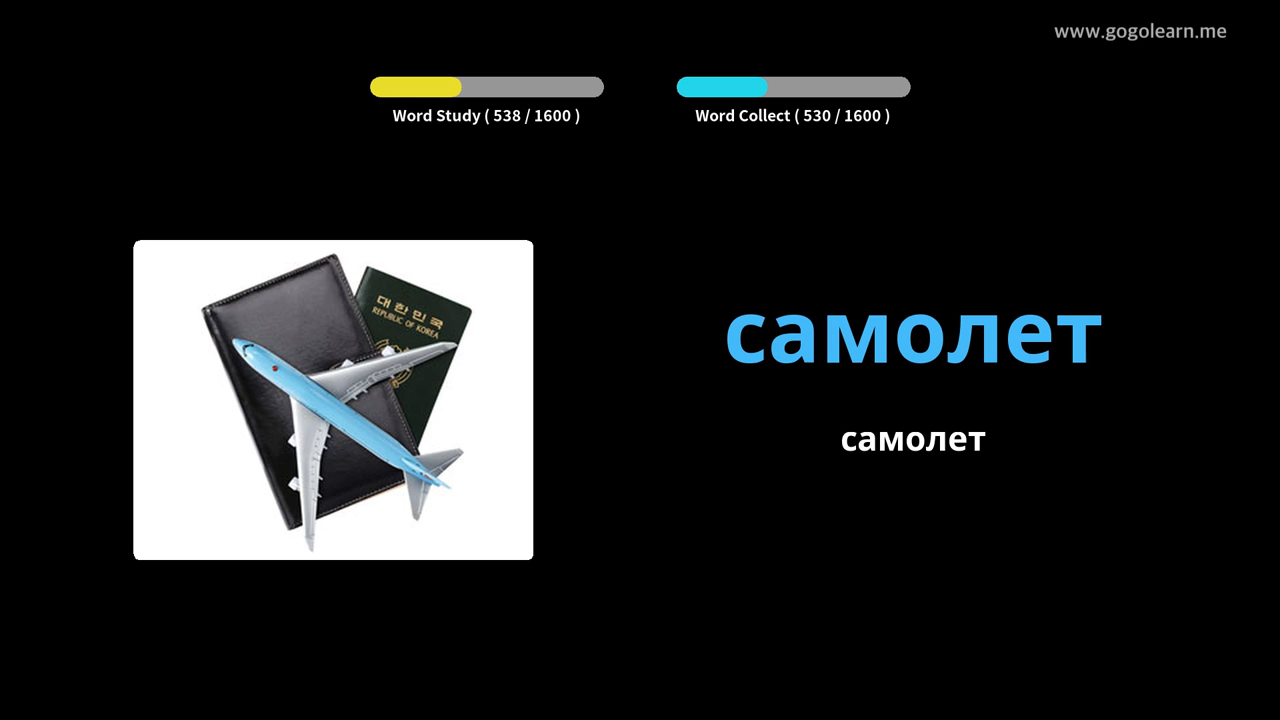 www.gogolearn.me
Word Study ( 538 / 1600 )
Word Collect ( 530 / 1600 )
대한민국
REPUBLIC OF KOREA
самолет
самолет